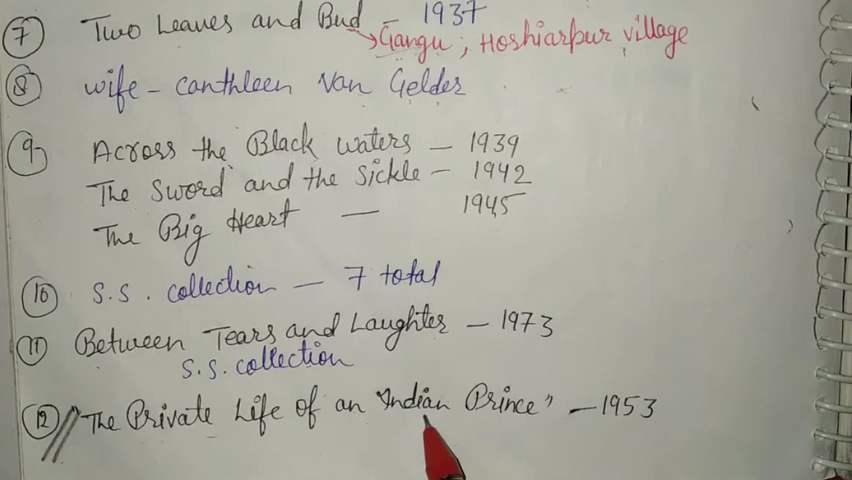 7 Two Leaves and Bud - 1937
Gangu, Hoshiarpur village
8 wife - canthleen Van Gelder
9 Across the Black waters - 1939
The Sword and the Sickle - 1942
The Big Heart - 1945
10 S.S. collection - 7 total
11 Between Tears and Laughter - 1973
S.S. collection
12 "The Private Life of an Indian Prince" - 1953